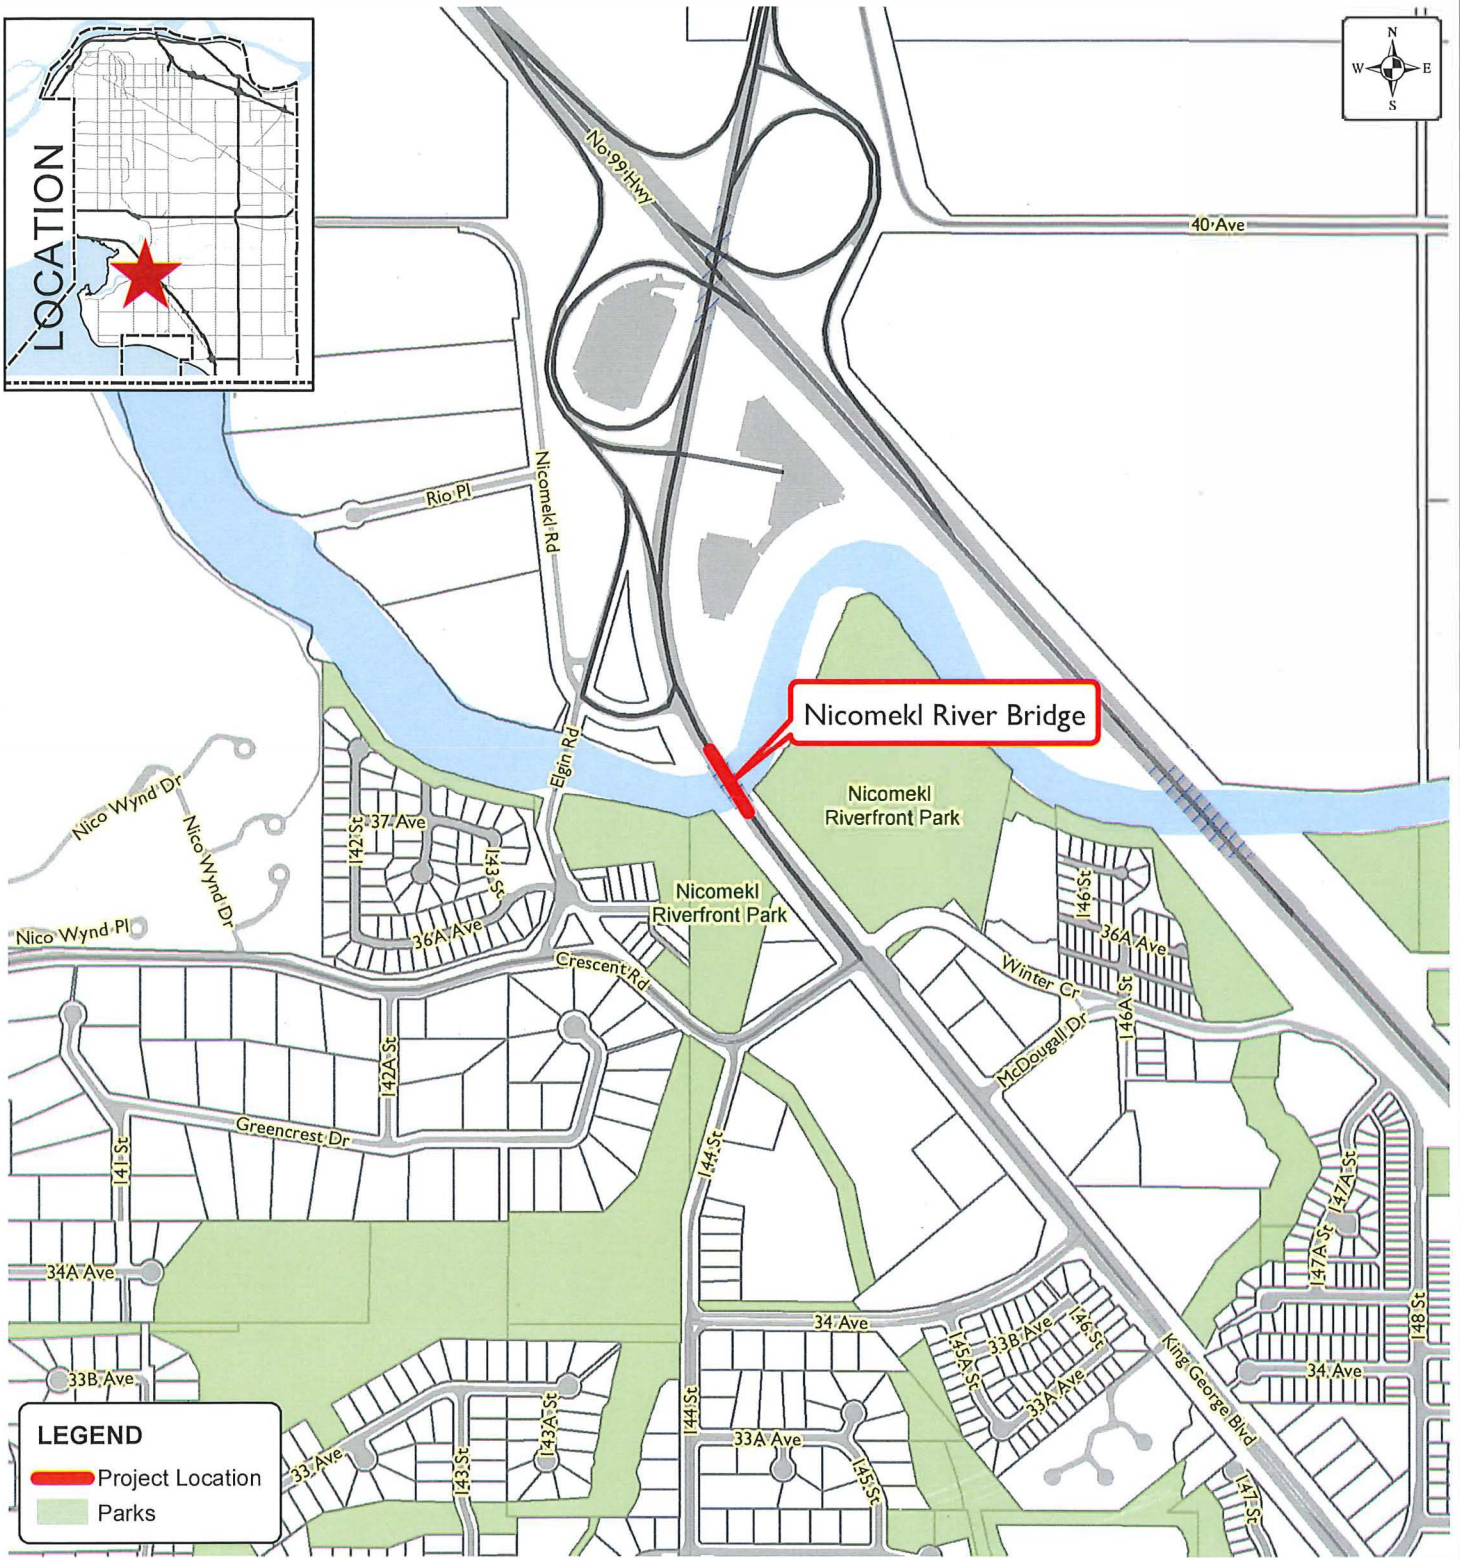 LOCATION
N
W E
S
No 99 Hwy
40 Ave
Nicomekl Rd
Rio Pl
Nicomekl River Bridge
Elgin Rd
Nico Wynd Dr
Nico Wynd Dr
Nico Wynd Pl
37 Ave
142 St
143 St
36A Ave
Nicomekl
Riverfront Park
Nicomekl
Riverfront Park
146 St
36A Ave
Winter Cr
146A St
McDougall Dr
Crescent Rd
142A St
Greencrest Dr
141 St
144 St
147A St
147A St
34A Ave
34 Ave
33B Ave
146 St
145A St
33A Ave
148 St
34 Ave
King George Blvd
33B Ave
144 St
33A Ave
145 St
147 St
33 Ave
143 St
143A St
LEGEND
Project Location
Parks